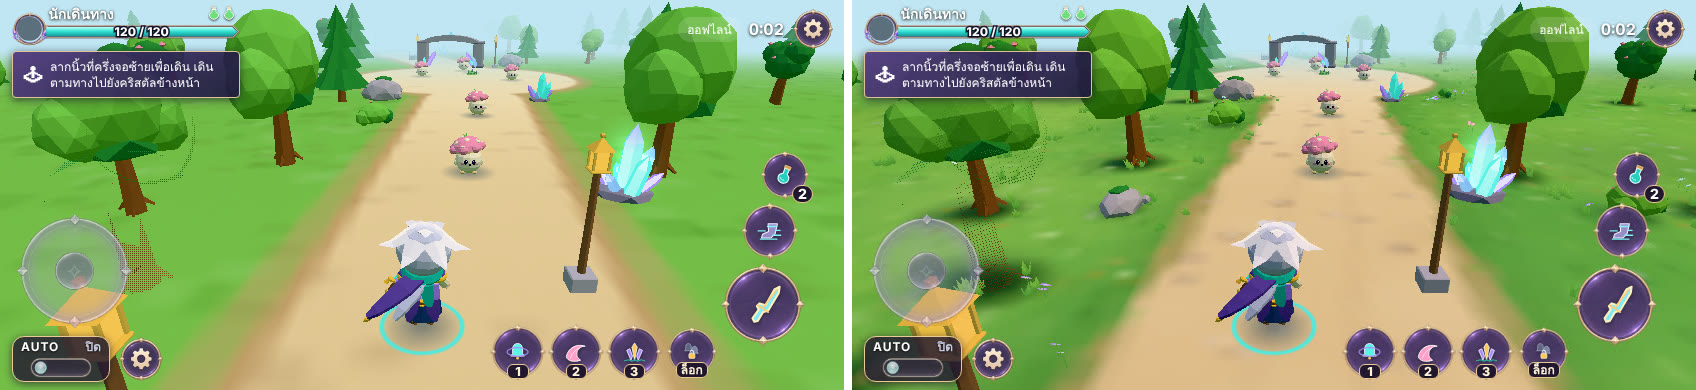 นักเดินทาง
120 / 120
ออฟไลน์
0:02
ลากนิ้วที่ครึ่งจอซ้ายเพื่อเดิน เดิน
ตามทางไปยังคริสตัลข้างหน้า
2
AUTO
ปิด
1
2
3
ล็อก
นักเดินทาง
120 / 120
ออฟไลน์
0:02
ลากนิ้วที่ครึ่งจอซ้ายเพื่อเดิน เดิน
ตามทางไปยังคริสตัลข้างหน้า
2
AUTO
ปิด
1
2
3
ล็อก